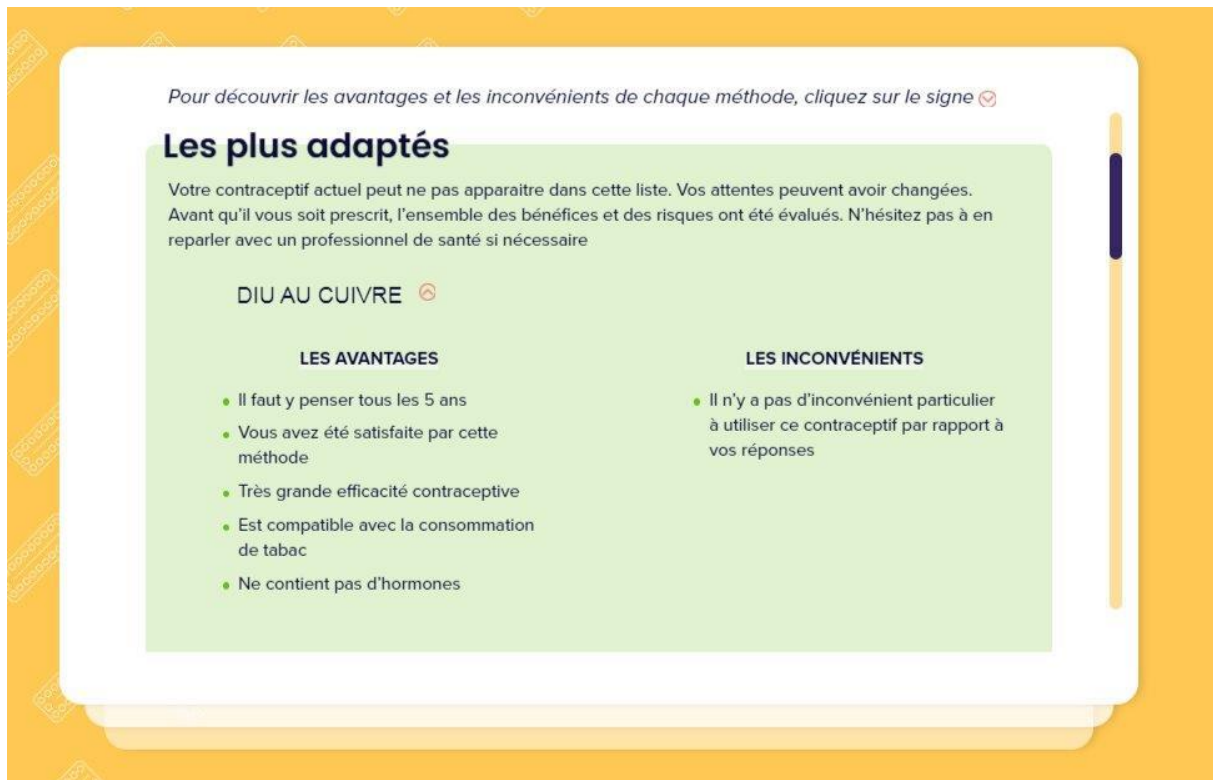 Pour découvrir les avantages et les inconvénients de chaque méthode, cliquez sur le signe
Les plus adaptés
Votre contraceptif actuel peut ne pas apparaitre dans cette liste. Vos attentes peuvent avoir changées.
Avant qu'il vous soit prescrit, l'ensemble des bénéfices et des risques ont été évalués. N'hésitez pas à en
reparler avec un professionnel de santé si nécessaire
DIU AU CUIVRE
LES AVANTAGES
• Il faut y penser tous les 5 ans
• Vous avez été satisfaite par cette
méthode
• Très grande efficacité contraceptive
• Est compatible avec la consommation
de tabac
• Ne contient pas d'hormones
LES INCONVÉNIENTS
• Il n'y a pas d'inconvénient particulier
à utiliser ce contraceptif par rapport à
vos réponses